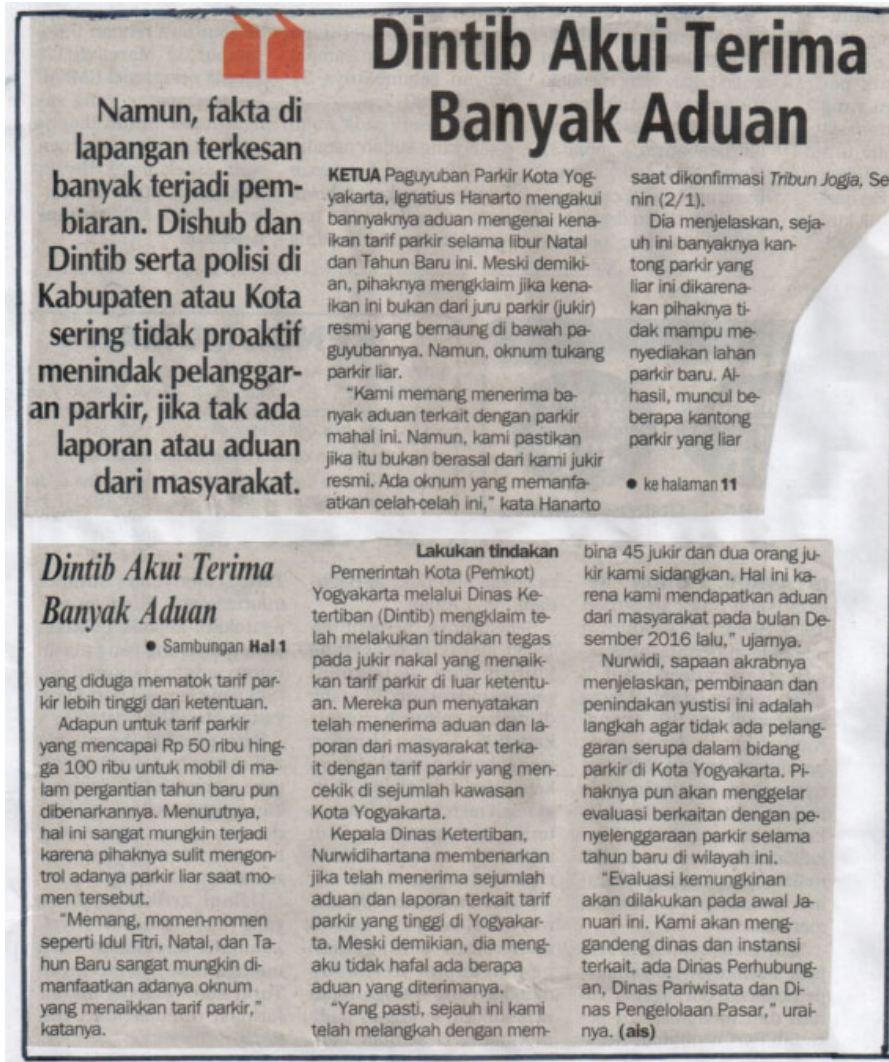 Dintib Akui Terima
Banyak Aduan
Namun, fakta di
lapangan terkesan
banyak terjadi pem-
biaran. Dishub dan
Dintib serta polisi di
Kabupaten atau Kota
sering tidak proaktif
menindak pelanggar-
an parkir, jika tak ada
laporan atau aduan
dari masyarakat.
KETUA Paguyuban Parkir Kota Yog-
yakarta, Ignatius Hanarto mengakui
bannyaknya aduan mengenai kena-
ikan tarif parkir selama libur Natal
dan Tahun Baru ini. Meski demiki-
an, pihaknya mengklaim jika kena-
ikan ini bukan dari juru parkir (jukir)
resmi yang bernaung di bawah pa-
guyubannya. Namun, oknum tukang
parkir liar.
"Kami memang menerima ba-
nyak aduan terkait dengan parkir
mahal ini. Namun, kami pastikan
jika itu bukan berasal dari kami jukir
resmi. Ada oknum yang memanfa-
atkan celah-celah ini," kata Hanarto
saat dikonfirmasi Tribun Jogja, Se
nin (2/1).
Dia menjelaskan, seja-
uh ini banyaknya kan-
tong parkir yang
liar ini dikarena-
kan pihaknya ti-
dak mampu me-
nyediakan lahan
parkir baru. Al-
hasil, muncul be-
berapa kantong
parkir yang liar
● ke halaman 11
Dintib Akui Terima
Banyak Aduan
● Sambungan Hal 1
yang diduga mematok tarif par-
kir lebih tinggi dari ketentuan.
Adapun untuk tarif parkir
yang mencapai Rp 50 ribu hing-
ga 100 ribu untuk mobil di ma-
lam pergantian tahun baru pun
dibenarkannya. Menurutnya,
hal ini sangat mungkin terjadi
karena pihaknya sulit mengon-
trol adanya parkir liar saat mo-
men tersebut.
"Memang, momen-momen
seperti Idul Fitri, Natal, dan Ta-
hun Baru sangat mungkin di-
manfaatkan adanya oknum
yang menaikkan tarif parkir,"
katanya.
Lakukan tindakan
Pemerintah Kota (Pemkot)
Yogyakarta melalui Dinas Ke-
tertiban (Dintib) mengklaim te-
lah melakukan tindakan tegas
pada jukir nakal yang menaik-
kan tarif parkir di luar ketentu-
an. Mereka pun menyatakan
telah menerima aduan dan la-
poran dari masyarakat terka-
it dengan tarif parkir yang men-
cekik di sejumlah kawasan
Kota Yogyakarta.
Kepala Dinas Ketertiban,
Nurwidihartana membenarkan
jika telah menerima sejumlah
aduan dan laporan terkait tarif
parkir yang tinggi di Yogyakar-
ta. Meski demikian, dia meng-
aku tidak hafal ada berapa
aduan yang diterimanya.
"Yang pasti, sejauh ini kami
telah melangkah dengan mem-
bina 45 jukir dan dua orang ju-
kir kami sidangkan. Hal ini ka-
rena kami mendapatkan aduan
dari masyarakat pada bulan De-
sember 2016 lalu," ujarnya.
Nurwidi, sapaan akrabnya
menjelaskan, pembinaan dan
penindakan yustisi ini adalah
langkah agar tidak ada pelang-
garan serupa dalam bidang
parkir di Kota Yogyakarta. Pi-
haknya pun akan menggelar
evaluasi berkaitan dengan pe-
nyelenggaraan parkir selama
tahun baru di wilayah ini.
"Evaluasi kemungkinan
akan dilakukan pada awal Ja-
nuari ini. Kami akan meng-
gandeng dinas dan instansi
terkait, ada Dinas Perhubung-
an, Dinas Pariwisata dan Di-
nas Pengelolaan Pasar," urai-
nya. (ais)